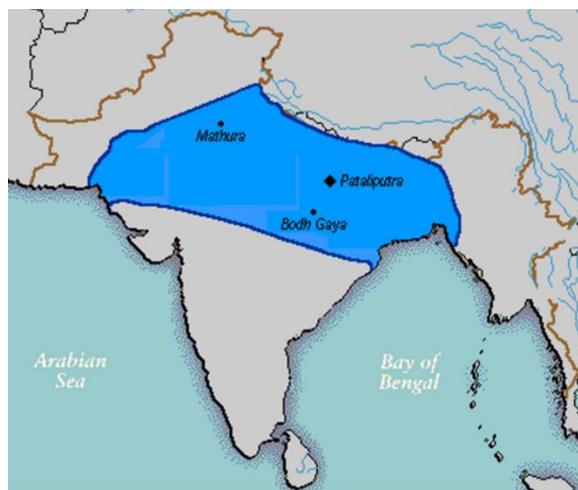 Mathura
Pataliputra
Bodh Gaya
Arabian
Sea
Bay of
Bengal